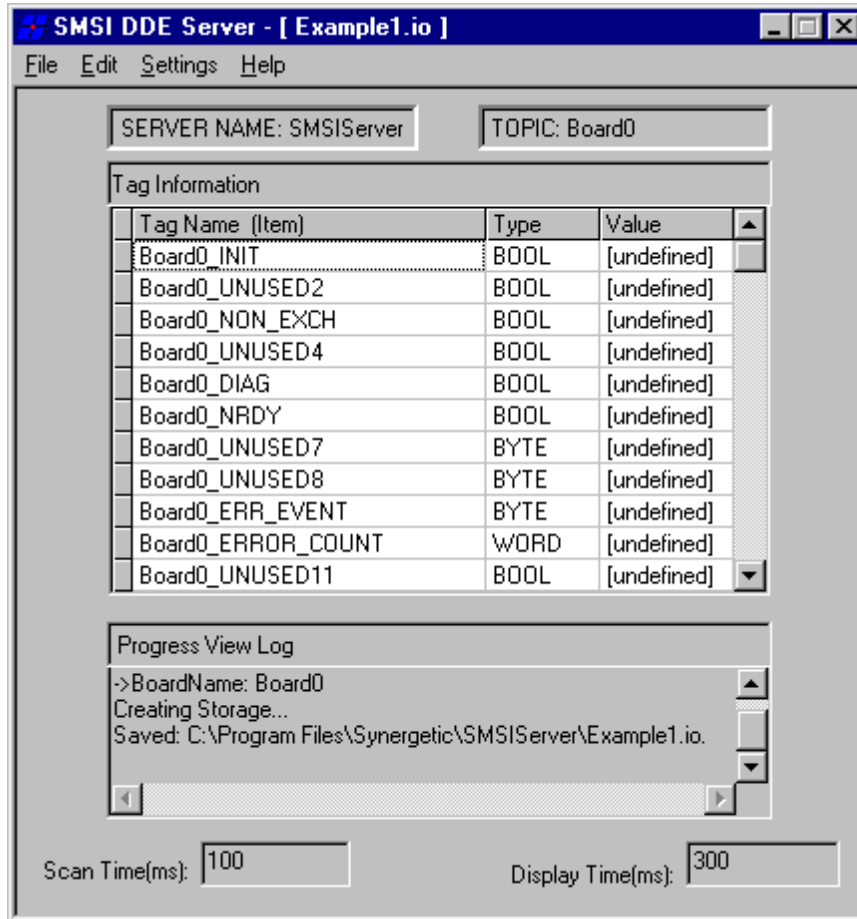 SMSI DDE Server - [ Example1.io ]
File Edit Settings Help
SERVER NAME: SMSIServer TOPIC: Board0
Tag Information
Tag Name (Item) Type Value
Board0_INIT BOOL [undefined]
Board0_UNUSED2 BOOL [undefined]
Board0_NON_EXCH BOOL [undefined]
Board0_UNUSED4 BOOL [undefined]
Board0_DIAG BOOL [undefined]
Board0_NRDY BOOL [undefined]
Board0_UNUSED7 BYTE [undefined]
Board0_UNUSED8 BYTE [undefined]
Board0_ERR_EVENT BYTE [undefined]
Board0_ERROR_COUNT WORD [undefined]
Board0_UNUSED11 BOOL [undefined]
Progress View Log
->BoardName: Board0
Creating Storage...
Saved: C:\Program Files\Synergetic\SMSIServer\Example1.io.
Scan Time(ms): 100 Display Time(ms): 300